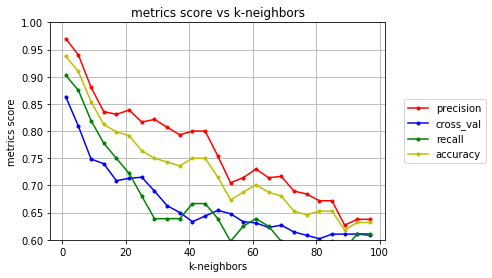 metrics score vs k-neighbors
1.00
0.95
0.90
0.85
0.80
0.75
0.70
0.65
0.60
metrics score
0 20 40 60 80 100
k-neighbors
precision
cross_val
recall
accuracy